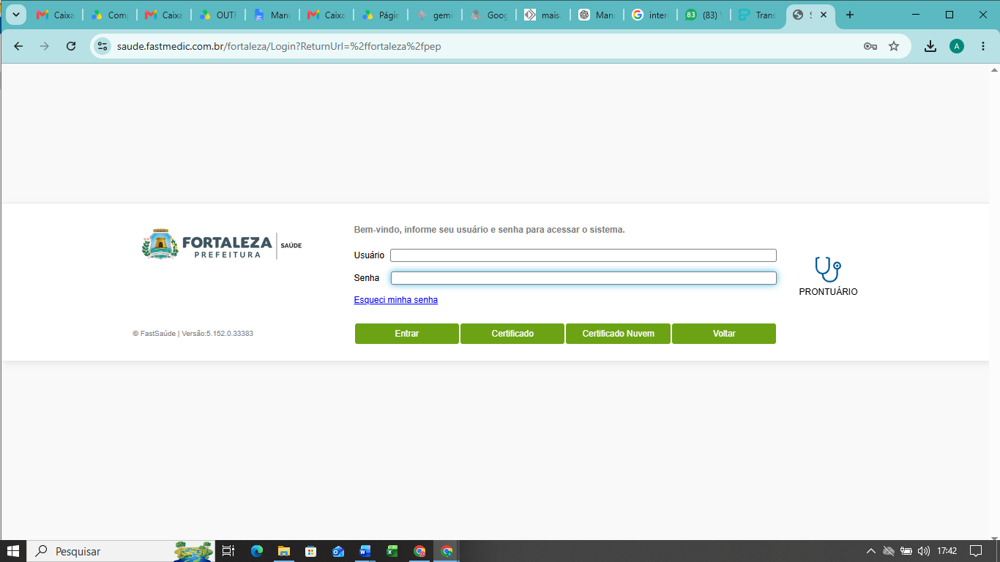 Caixa
Comp
Caixa
OUTR
Manu
Caixa
Págin
gemi
Goog
mais.
Manu
inter
83
(83)
Trans
saude.fastmedic.com.br/fortaleza/Login?ReturnUrl=%2ffortaleza%2fpep
A
Bem-vindo, informe seu usuário e senha para acessar o sistema.
FORTALEZA
PREFEITURA
SAÚDE
Usuário
Senha
PRONTUÁRIO
Esqueci minha senha
© FastSaúde | Versão:5.152.0.33383
Entrar
Certificado
Certificado Nuvem
Voltar
Pesquisar
17:42